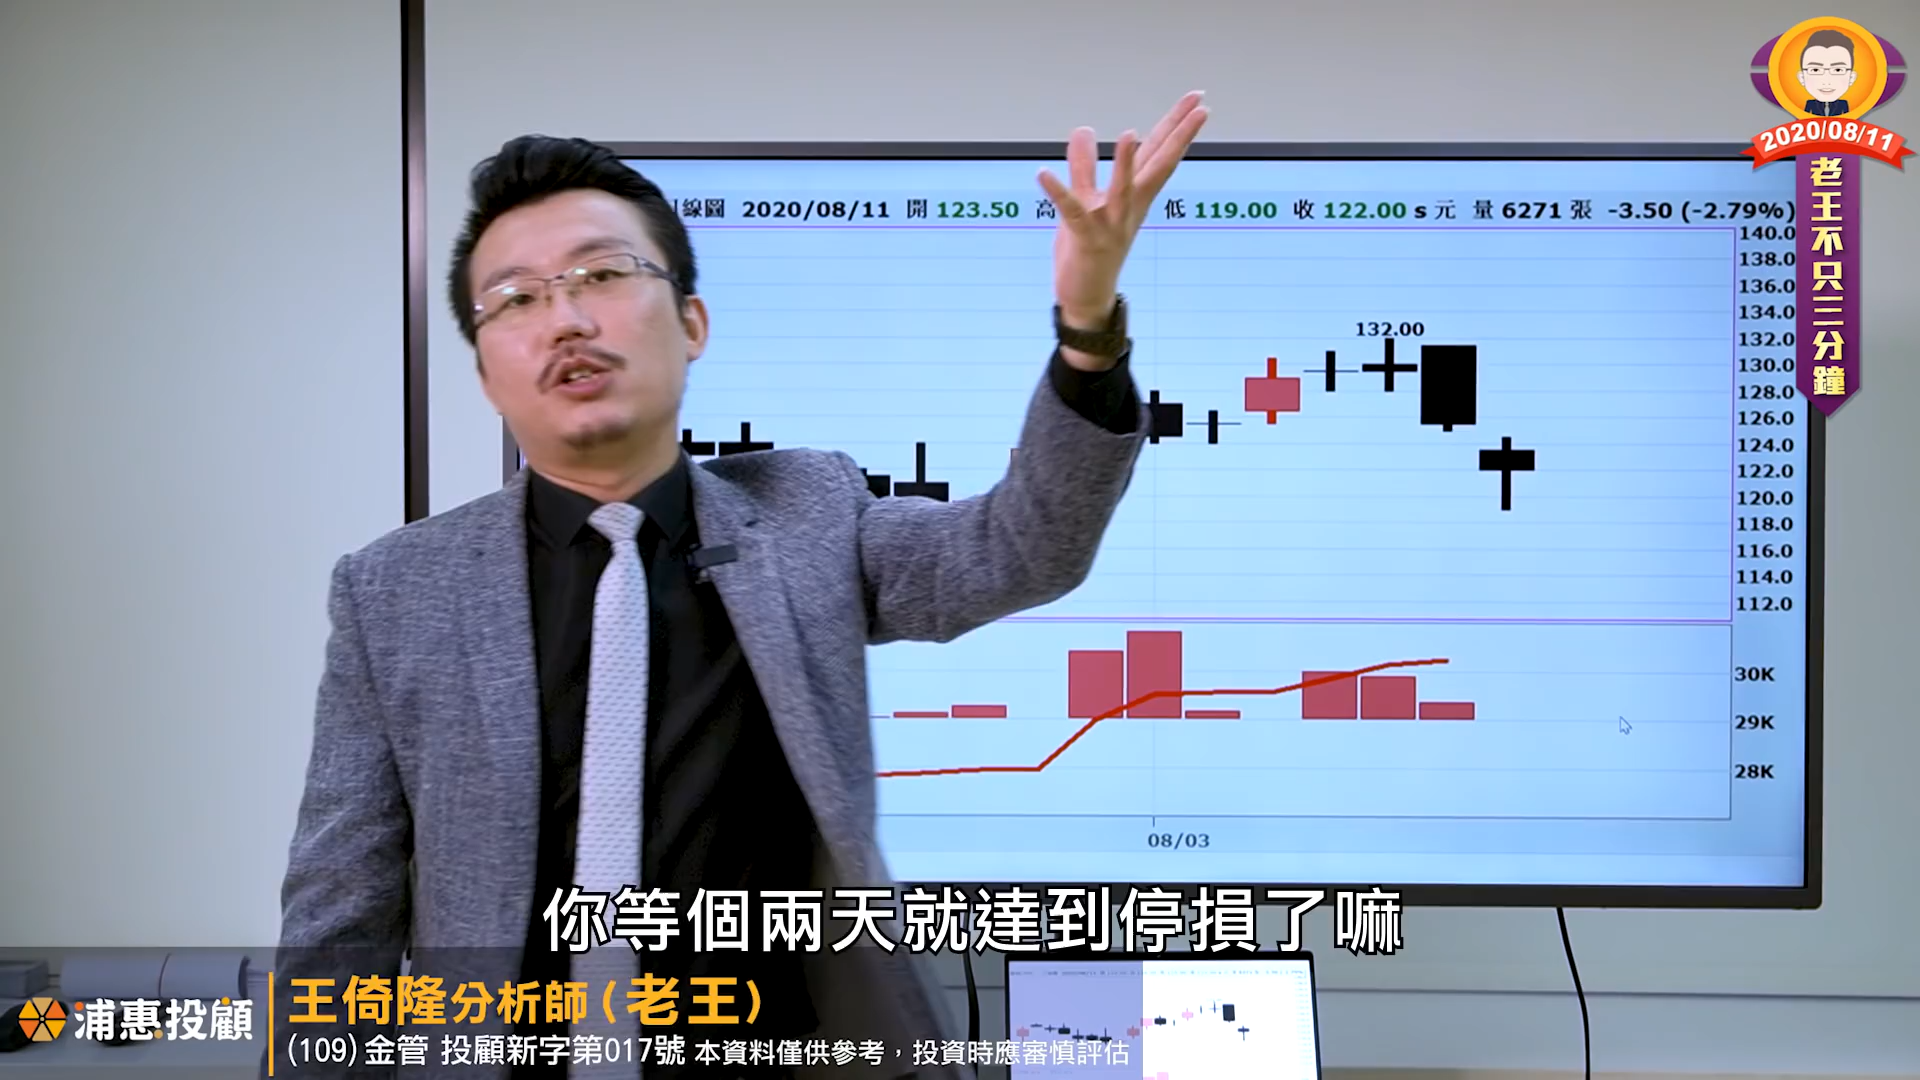 2020/08/11
老王不只三分鐘
線圖 2020/08/11 開 123.50 高 低 119.00 收 122.00 s 元 量 6271 張 -3.50 (-2.79%)
140.0
138.0
136.0
134.0
132.00
132.0
130.0
128.0
126.0
124.0
122.0
120.0
118.0
116.0
114.0
112.0
30K
29K
28K
08/03
你等個兩天就達到停損了嘛
浦惠投顧
王倚隆分析師(老王)
(109)金管 投顧新字第017號 本資料僅供參考，投資時應審慎評估